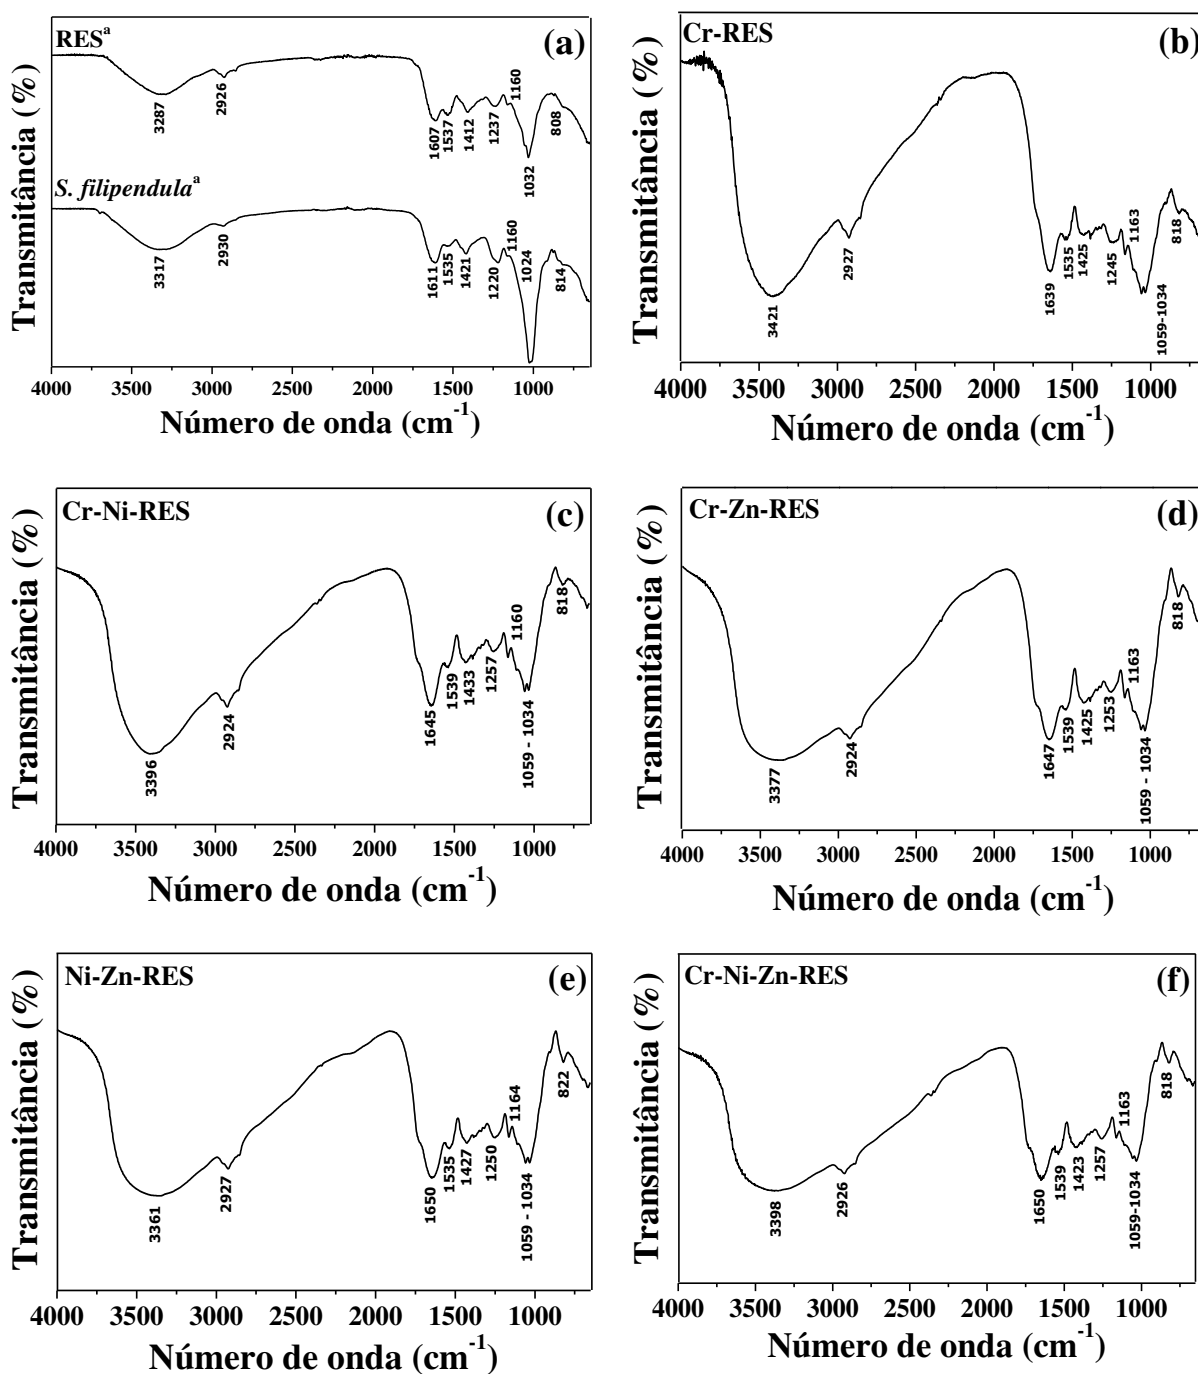 RESᵃ
(a)
Transmitância (%)
3287
2926
1607
1537
1412
1237
1160
1032
808
S. filipendulaᵃ
3317
2930
1611
1535
1421
1220
1160
1024
814
4000 3500 3000 2500 2000 1500 1000
Número de onda (cm⁻¹)
Cr-RES
(b)
Transmitância (%)
3421
2927
1639
1535
1425
1245
1163
1059-1034
818
4000 3500 3000 2500 2000 1500 1000
Número de onda (cm⁻¹)
Cr-Ni-RES
(c)
Transmitância (%)
3396
2924
1645
1539
1433
1257
1160
1059 - 1034
818
4000 3500 3000 2500 2000 1500 1000
Número de onda (cm⁻¹)
Cr-Zn-RES
(d)
Transmitância (%)
3377
2924
1647
1539
1425
1253
1163
1059 - 1034
818
4000 3500 3000 2500 2000 1500 1000
Número de onda (cm⁻¹)
Ni-Zn-RES
(e)
Transmitância (%)
3361
2927
1650
1535
1427
1250
1164
1059 - 1034
822
4000 3500 3000 2500 2000 1500 1000
Número de onda (cm⁻¹)
Cr-Ni-Zn-RES
(f)
Transmitância (%)
3398
2926
1650
1539
1423
1257
1163
1059-1034
818
4000 3500 3000 2500 2000 1500 1000
Número de onda (cm⁻¹)